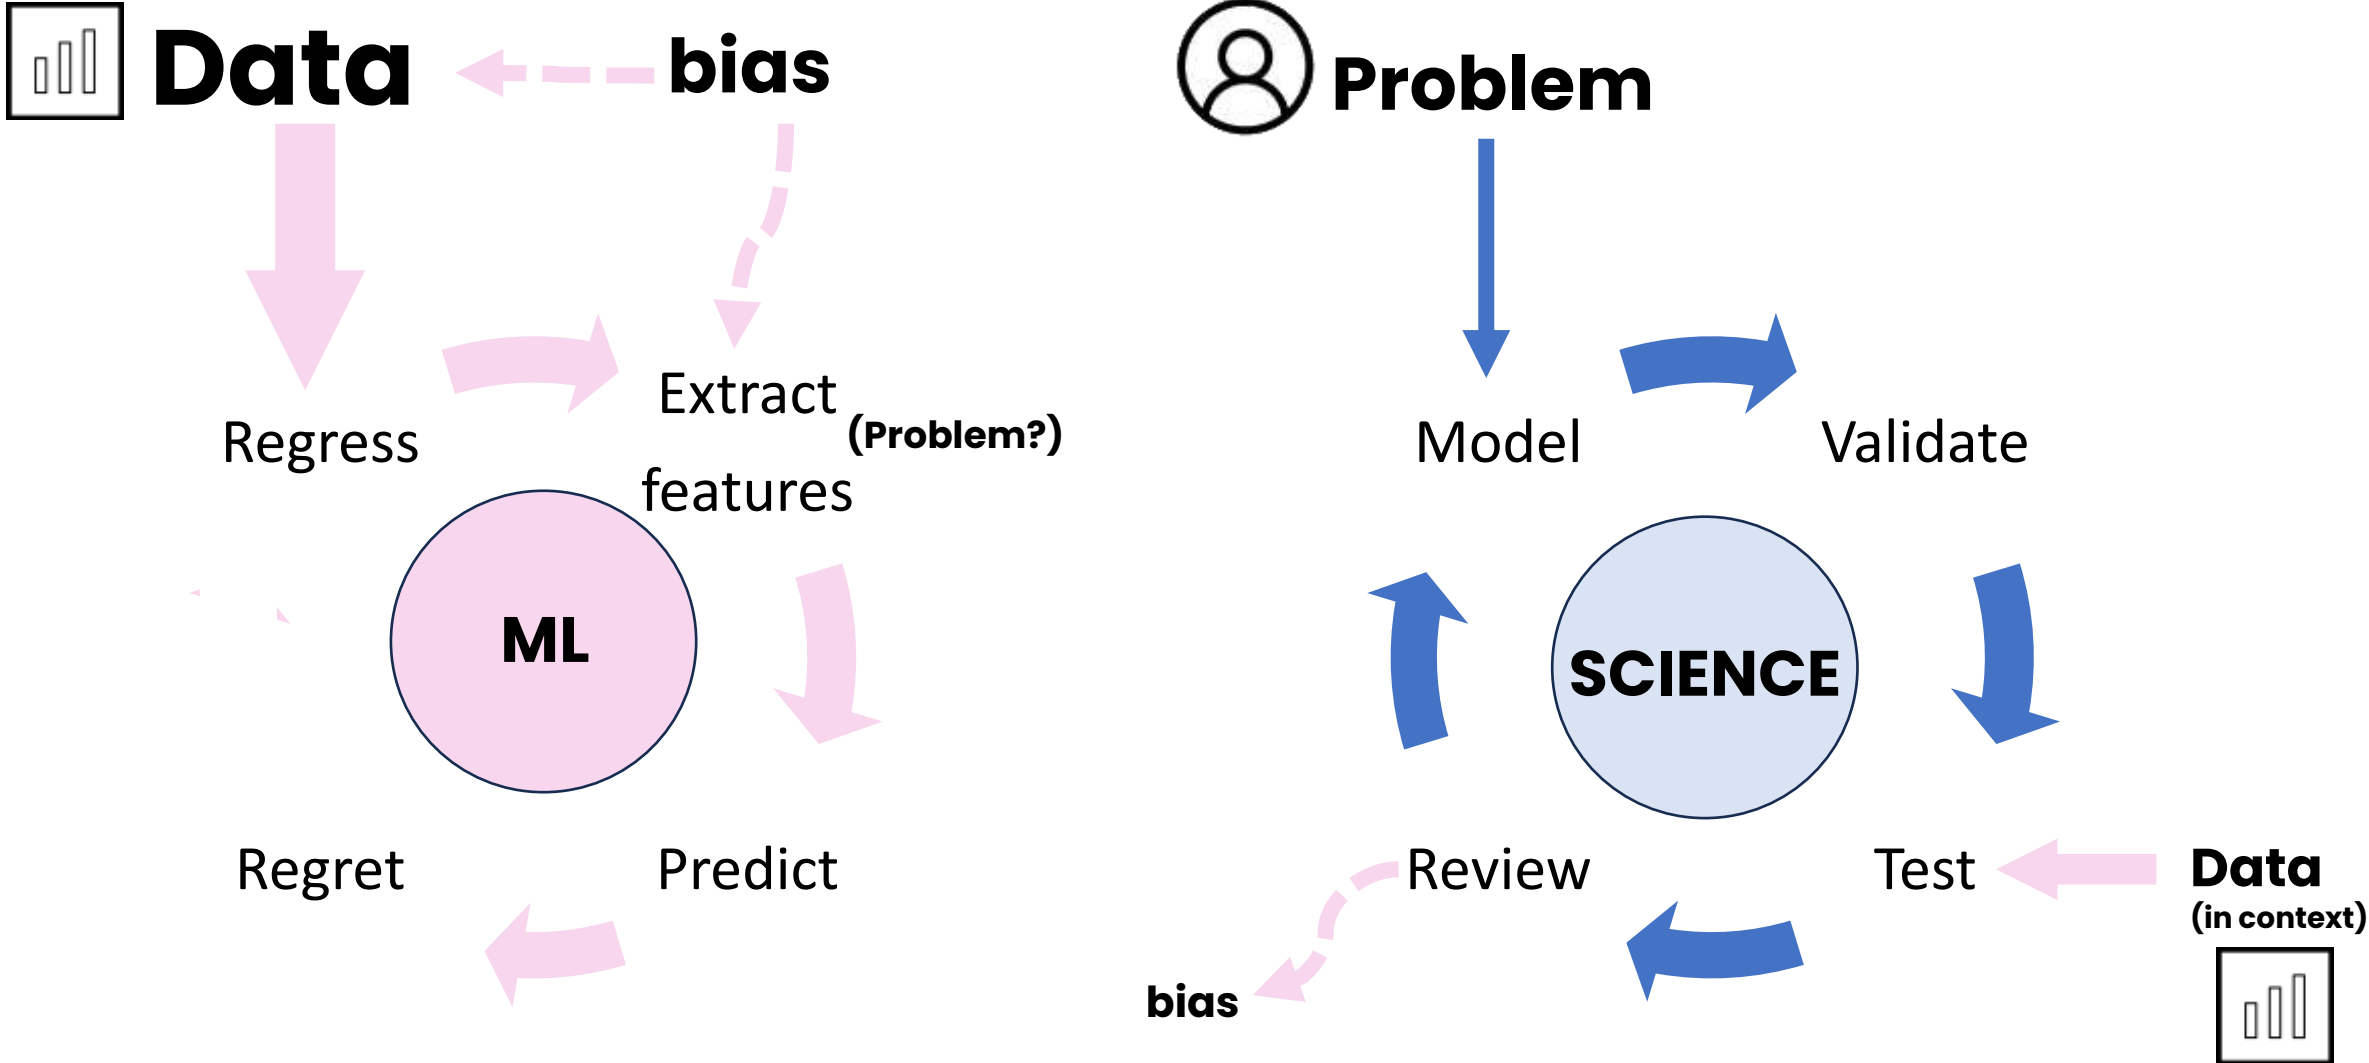 Data
bias
Regress
Extract
features
(Problem?)
ML
Regret
Predict
Problem
Model
Validate
SCIENCE
Review
Test
Data
(in context)
bias